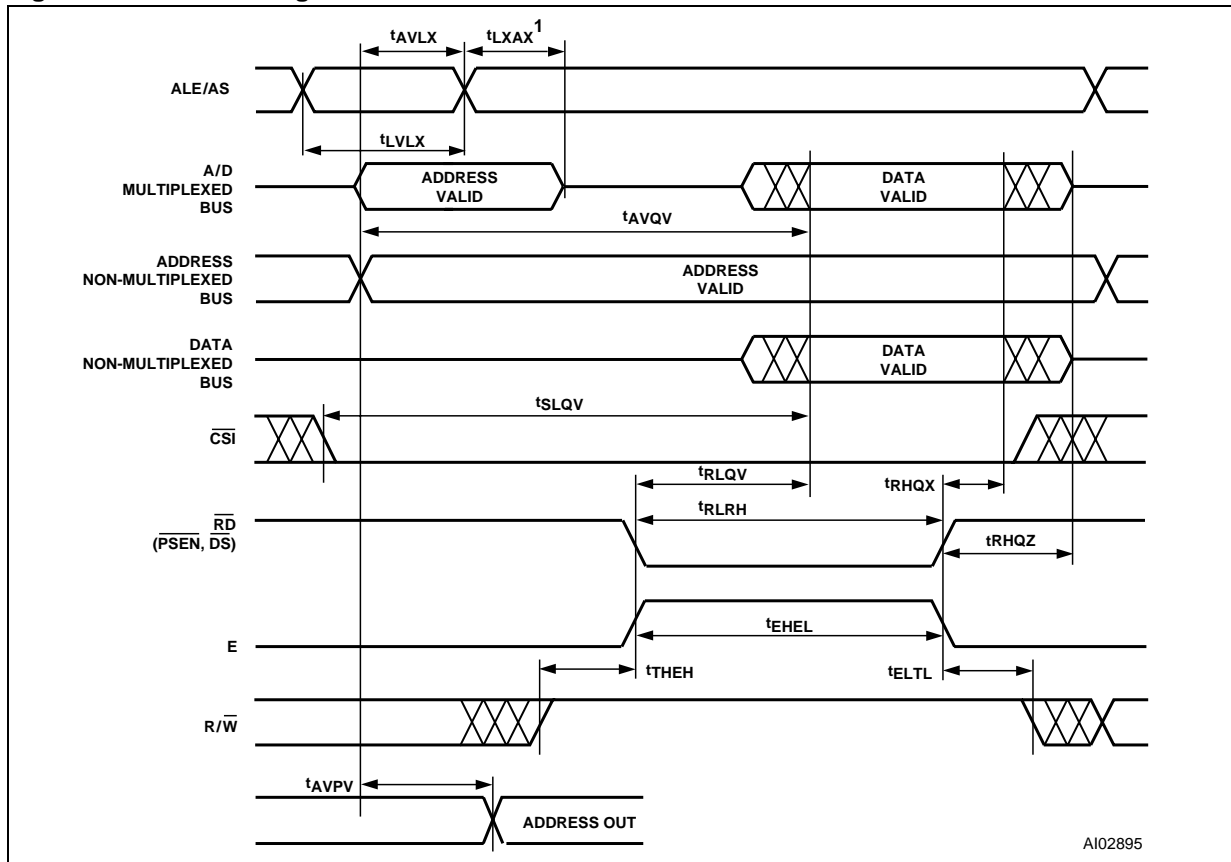 tAVLX
tLXAX 1
ALE/AS
tLVLX
A/D
MULTIPLEXED
BUS
ADDRESS
VALID
DATA
VALID
tAVQV
ADDRESS
NON-MULTIPLEXED
BUS
ADDRESS
VALID
DATA
NON-MULTIPLEXED
BUS
DATA
VALID
tSLQV
CSI
tRLQV
tRHQX
RD
(PSEN, DS)
tRLRH
tRHQZ
E
tEHEL
tTHEH
tELTL
R/W
tAVPV
ADDRESS OUT
AI02895